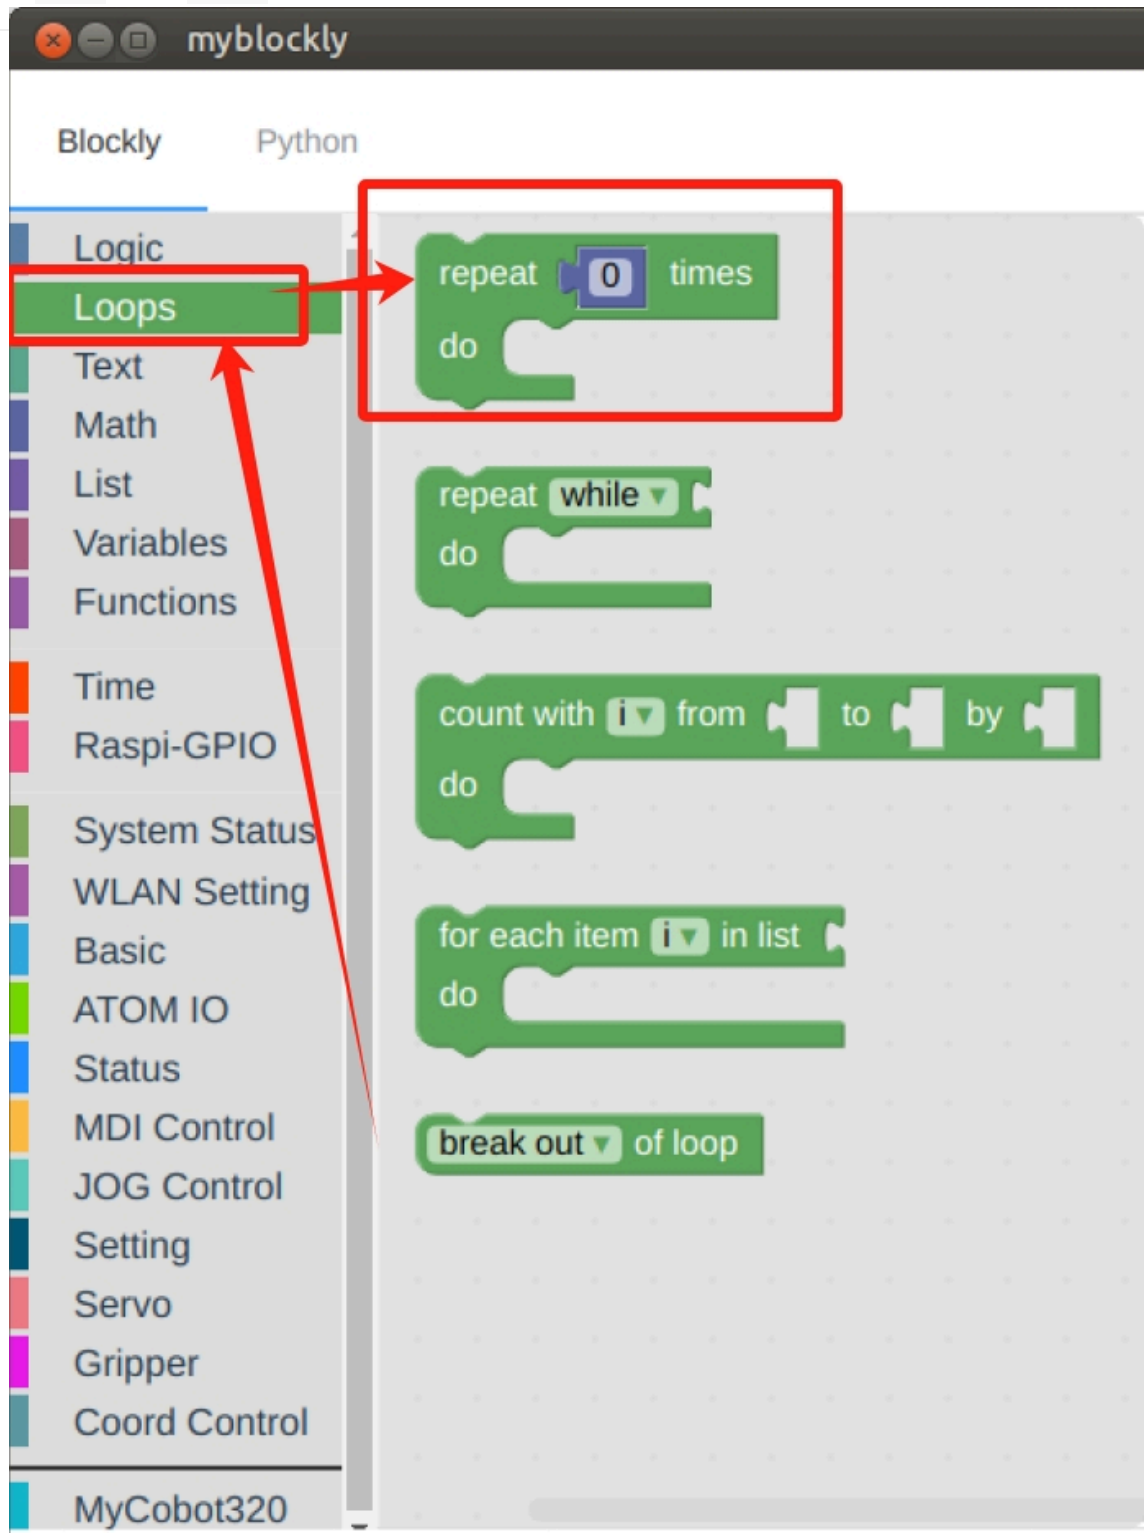 myblockly
Blockly Python
Logic
Loops
Text
Math
List
Variables
Functions
Time
Raspi-GPIO
System Status
WLAN Setting
Basic
ATOM IO
Status
MDI Control
JOG Control
Setting
Servo
Gripper
Coord Control
MyCobot320
repeat 0 times
do
repeat while
do
count with i from to by
do
for each item i in list
do
break out of loop